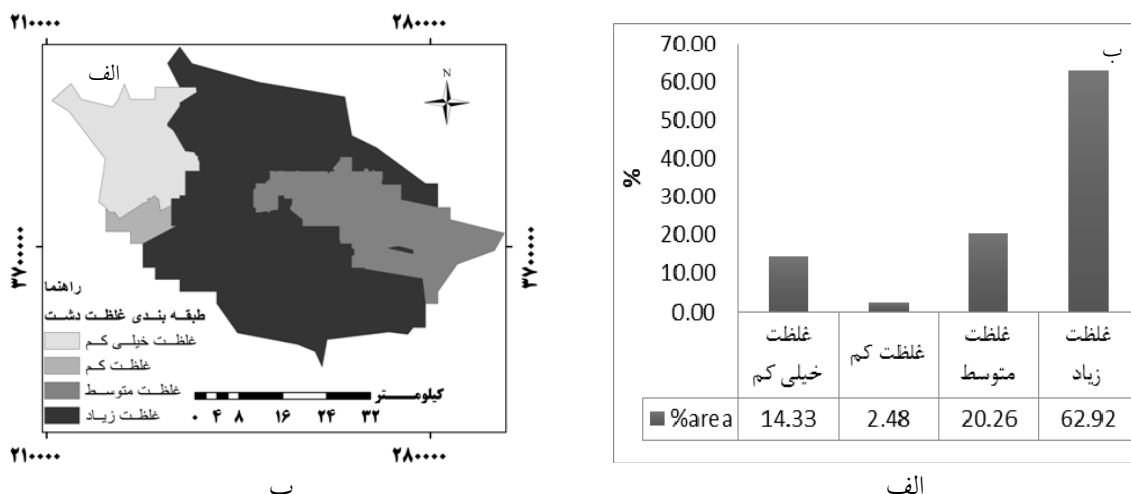 ۲۱۰۰۰۰ ۲۸۰۰۰۰
الف
N
۳۷۰۰۰۰۰ ۳۷۰۰۰۰۰
راهنما
طبقه بندی غلظت دشت
غلظت خیلی کم
غلظت کم
غلظت متوسط
غلظت زیاد
کیلومتر
۰ ۴ ۸ ۱۶ ۲۴ ۳۲
۲۱۰۰۰۰ ۲۸۰۰۰۰
ب
ب
70.00
60.00
50.00
40.00
30.00
20.00
10.00
0.00
%
غلظت خیلی کم
غلظت کم
غلظت متوسط
غلظت زیاد
%area 14.33 2.48 20.26 62.92
الف